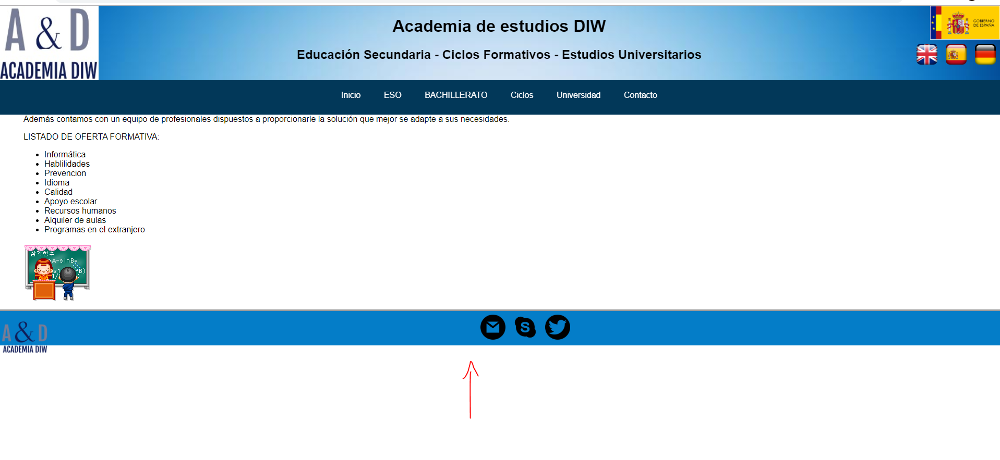 A & D
ACADEMIA DIW
Academia de estudios DIW
Educación Secundaria - Ciclos Formativos - Estudios Universitarios
GOBIERNO
DE ESPAÑA
Inicio ESO BACHILLERATO Ciclos Universidad Contacto
Además contamos con un equipo de profesionales dispuestos a proporcionarle la solución que mejor se adapte a sus necesidades.
LISTADO DE OFERTA FORMATIVA:
Informática
Hablilidades
Prevencion
Idioma
Calidad
Apoyo escolar
Recursos humanos
Alquiler de aulas
Programas en el extranjero
삼각함수
A-sinB=
A & D
ACADEMIA DIW
S